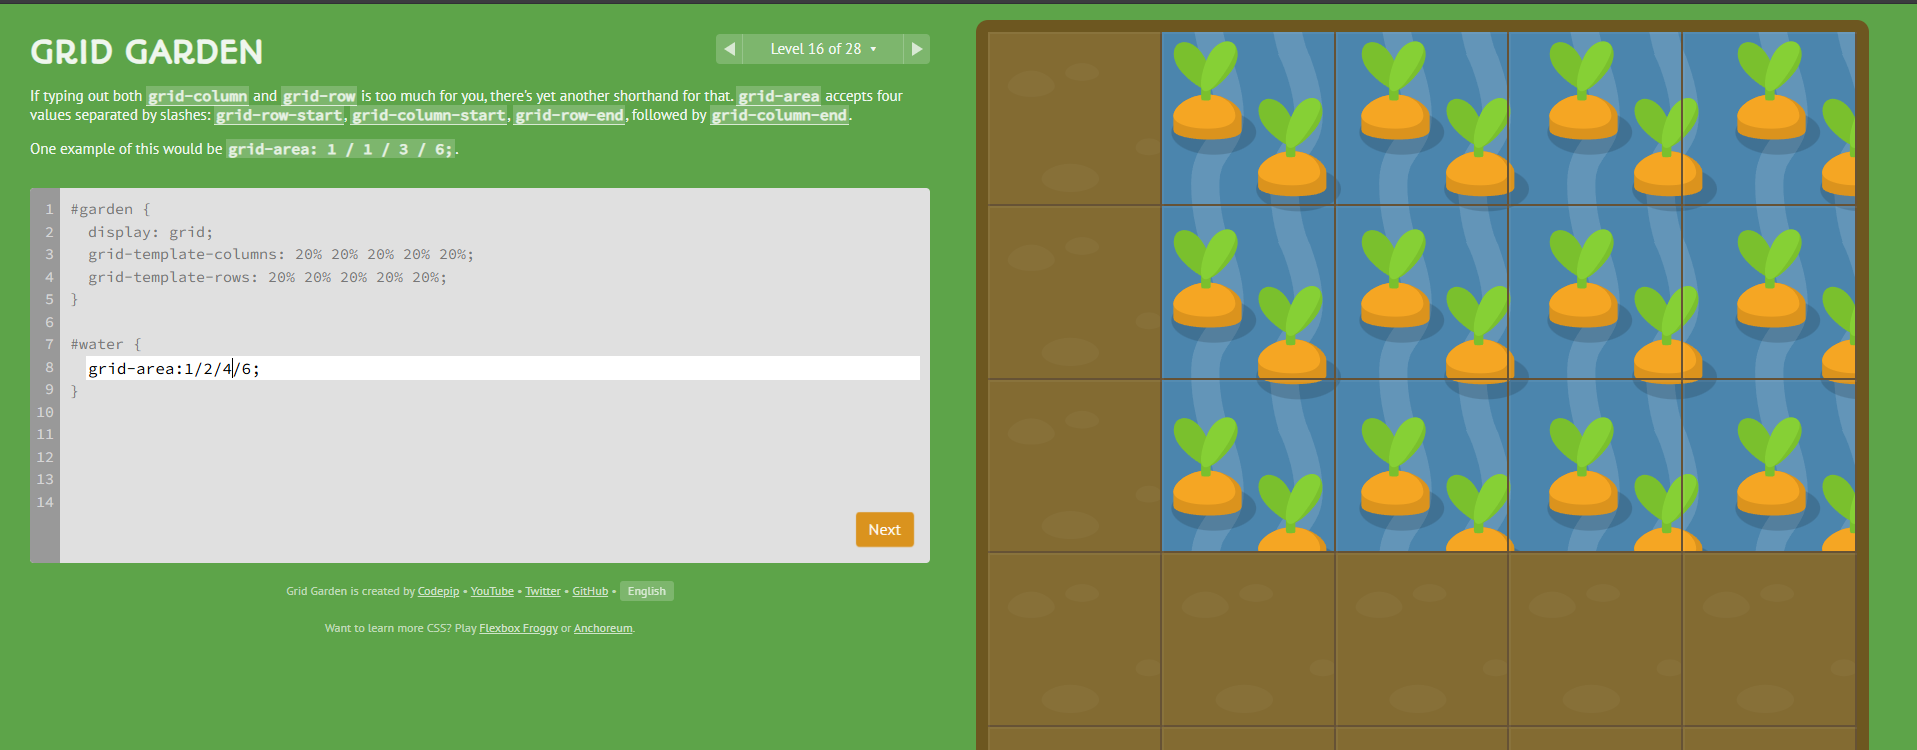 GRID GARDEN
◀ Level 16 of 28 ▾ ▶
If typing out both grid-column and grid-row is too much for you, there's yet another shorthand for that. grid-area accepts four
values separated by slashes: grid-row-start, grid-column-start, grid-row-end, followed by grid-column-end.
One example of this would be grid-area: 1 / 1 / 3 / 6;.
1 #garden {
2 display: grid;
3 grid-template-columns: 20% 20% 20% 20% 20%;
4 grid-template-rows: 20% 20% 20% 20% 20%;
5 }
6
7 #water {
8 grid-area:1/2/4/6;
9 }
10
11
12
13
14
Next
Grid Garden is created by Codepip • YouTube • Twitter • GitHub • English
Want to learn more CSS? Play Flexbox Froggy or Anchoreum.